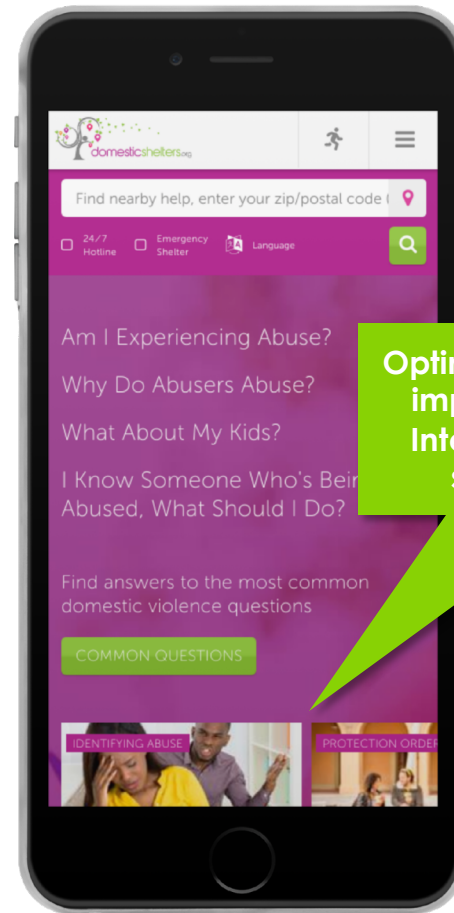 domesticshelters.org
Find nearby help, enter your zip/postal code (
24/7
Hotline
Emergency
Shelter
Language
Am I Experiencing Abuse?
Why Do Abusers Abuse?
What About My Kids?
I Know Someone Who's Bein
Abused, What Should I Do?
Find answers to the most common
domestic violence questions
COMMON QUESTIONS
IDENTIFYING ABUSE
PROTECTION ORDER